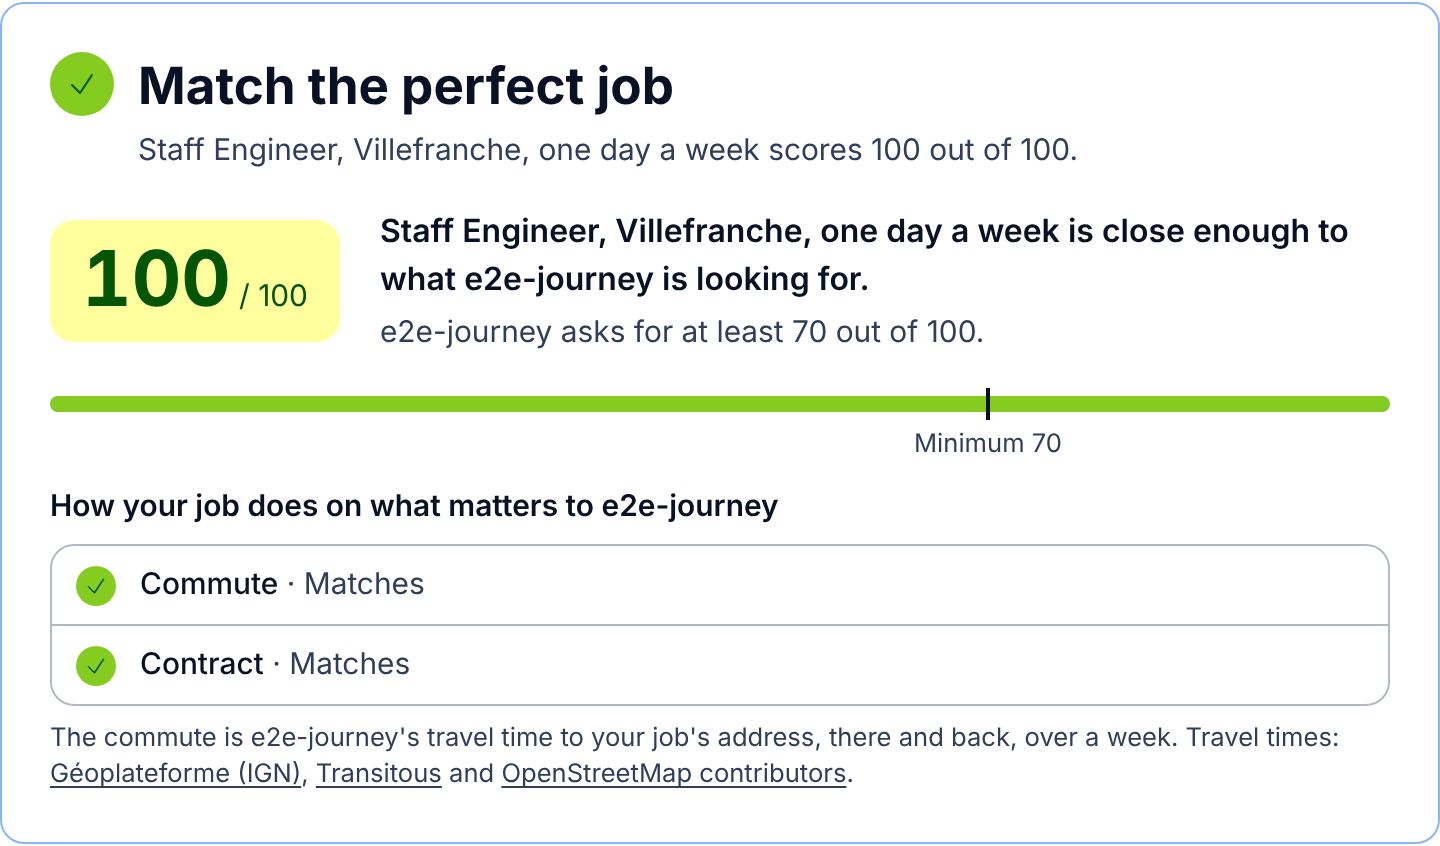 Match the perfect job
Staff Engineer, Villefranche, one day a week scores 100 out of 100.
100 / 100
Staff Engineer, Villefranche, one day a week is close enough to
what e2e-journey is looking for.
e2e-journey asks for at least 70 out of 100.
Minimum 70
How your job does on what matters to e2e-journey
Commute · Matches
Contract · Matches
The commute is e2e-journey's travel time to your job's address, there and back, over a week. Travel times:
Géoplateforme (IGN), Transitous and OpenStreetMap contributors.